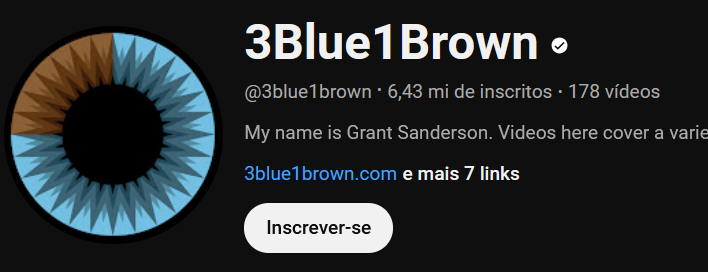 3Blue1Brown
@3blue1brown · 6,43 mi de inscritos · 178 vídeos
My name is Grant Sanderson. Videos here cover a
3blue1brown.com e mais 7 links
Inscrever-se